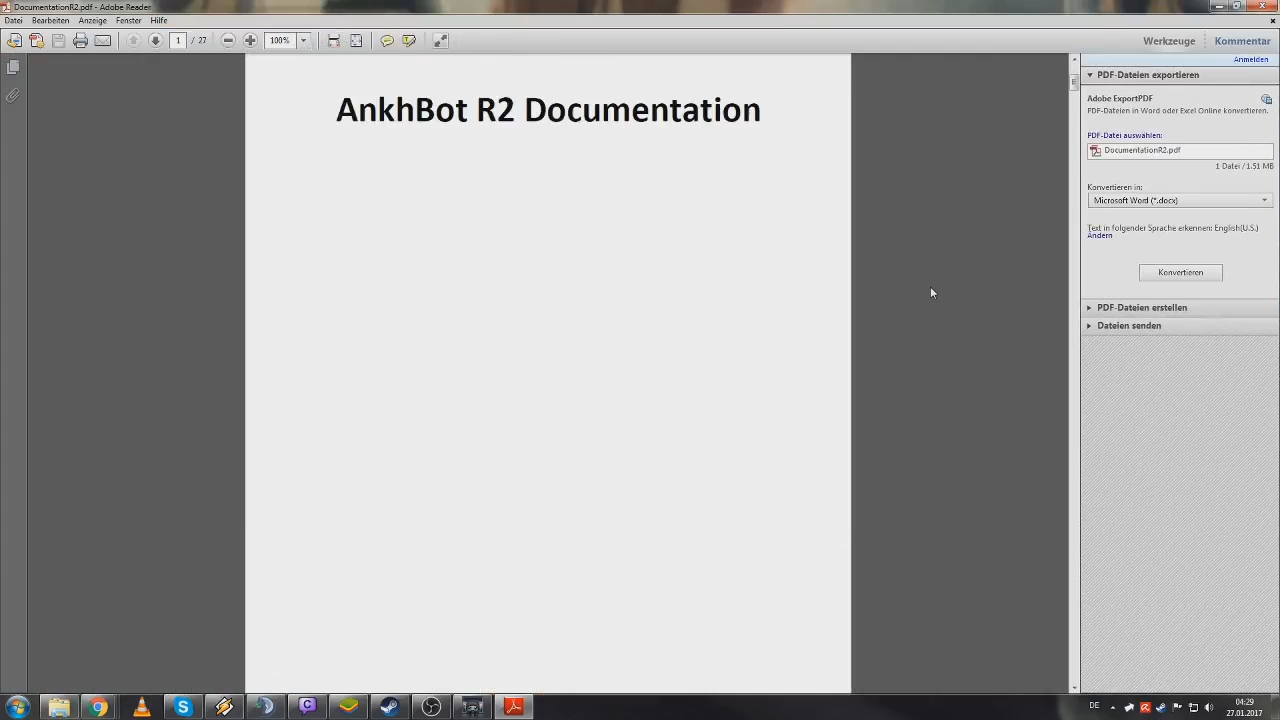 DocumentationR2.pdf - Adobe Reader
Datei Bearbeiten Anzeige Fenster Hilfe
1 / 27 100% Werkzeuge Kommentar
Anmelden
AnkhBot R2 Documentation
PDF-Dateien exportieren
Adobe ExportPDF
PDF-Dateien in Word oder Excel Online konvertieren.
PDF-Datei auswählen:
DocumentationR2.pdf
1 Datei / 1.51 MB
Konvertieren in:
Microsoft Word (*.docx)
Text in folgender Sprache erkennen: English(U.S.)
Ändern
Konvertieren
PDF-Dateien erstellen
Dateien senden
DE
04:29
27.01.2017